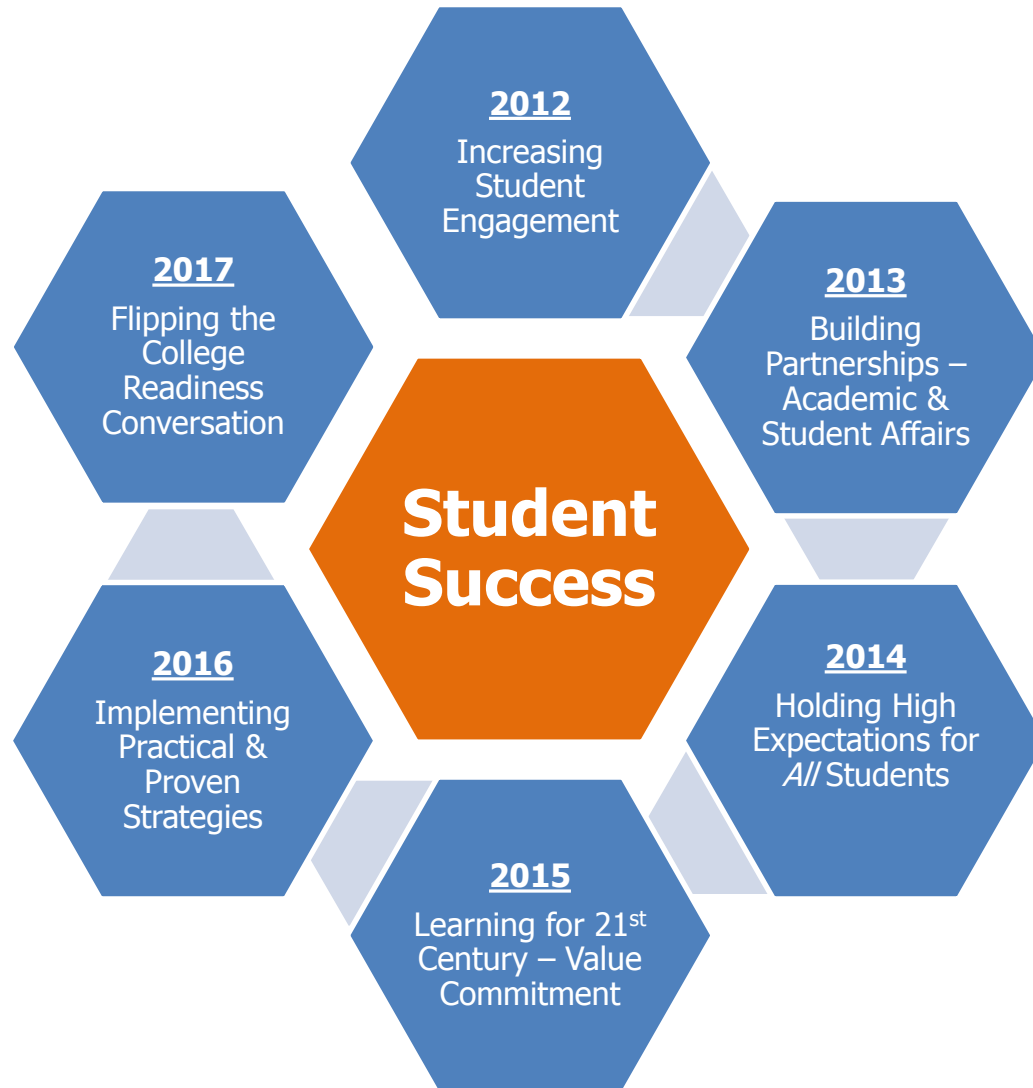 2012
Increasing
Student
Engagement
2013
Building
Partnerships –
Academic &
Student Affairs
2014
Holding High
Expectations for
All Students
2015
Learning for 21st
Century – Value
Commitment
2016
Implementing
Practical &
Proven
Strategies
2017
Flipping the
College
Readiness
Conversation
Student
Success